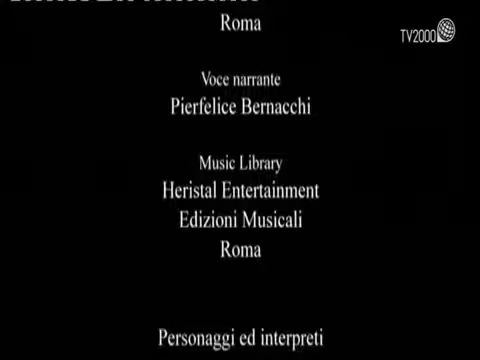 Roma
TV2000
Voce narrante
Pierfelice Bernacchi
Music Library
Heristal Entertainment
Edizioni Musicali
Roma
Personaggi ed interpreti